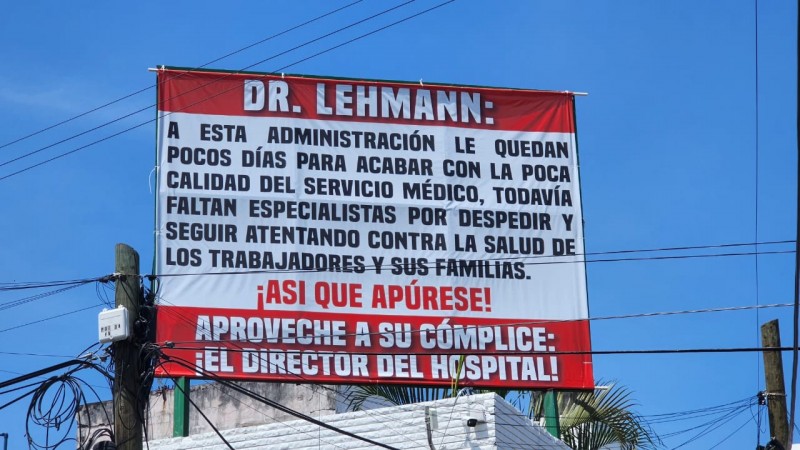 DR. LEHMANN:
A ESTA ADMINISTRACIÓN LE QUEDAN
POCOS DÍAS PARA ACABAR CON LA POCA
CALIDAD DEL SERVICIO MÉDICO, TODAVÍA
FALTAN ESPECIALISTAS POR DESPEDIR Y
SEGUIR ATENTANDO CONTRA LA SALUD DE
LOS TRABAJADORES Y SUS FAMILIAS.
¡ASI QUE APÚRESE!
APROVECHE A SU CÓMPLICE:
¡EL DIRECTOR DEL HOSPITAL!